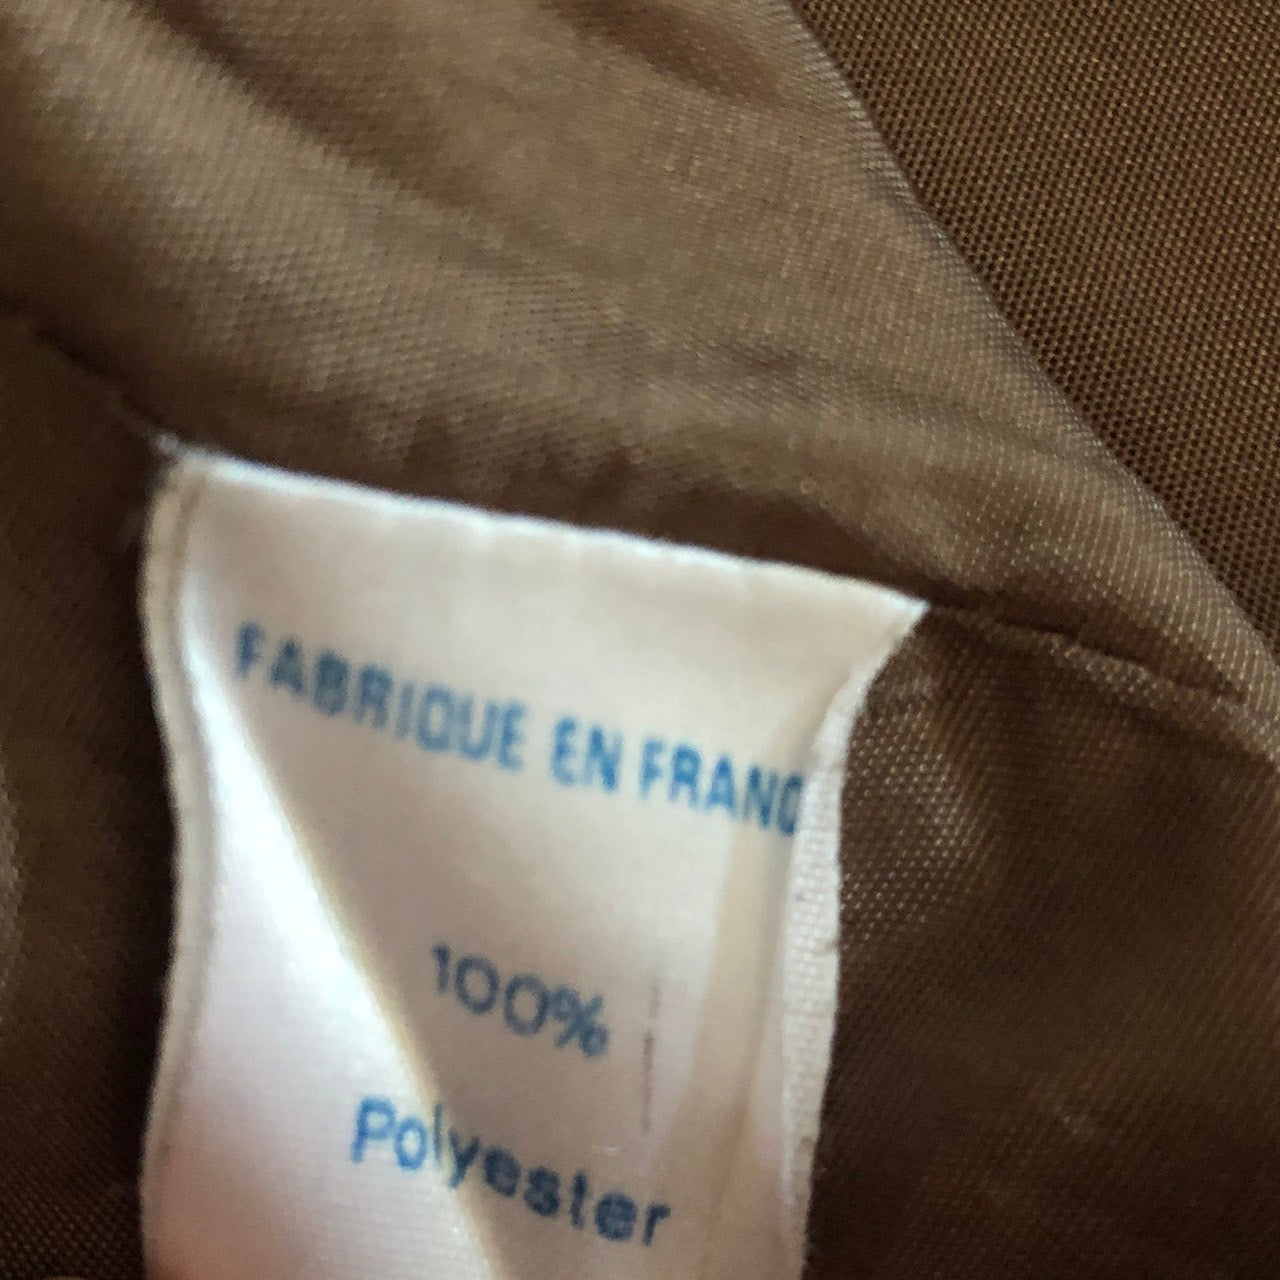 FABRIQUE EN FRANC
100%
Polyester